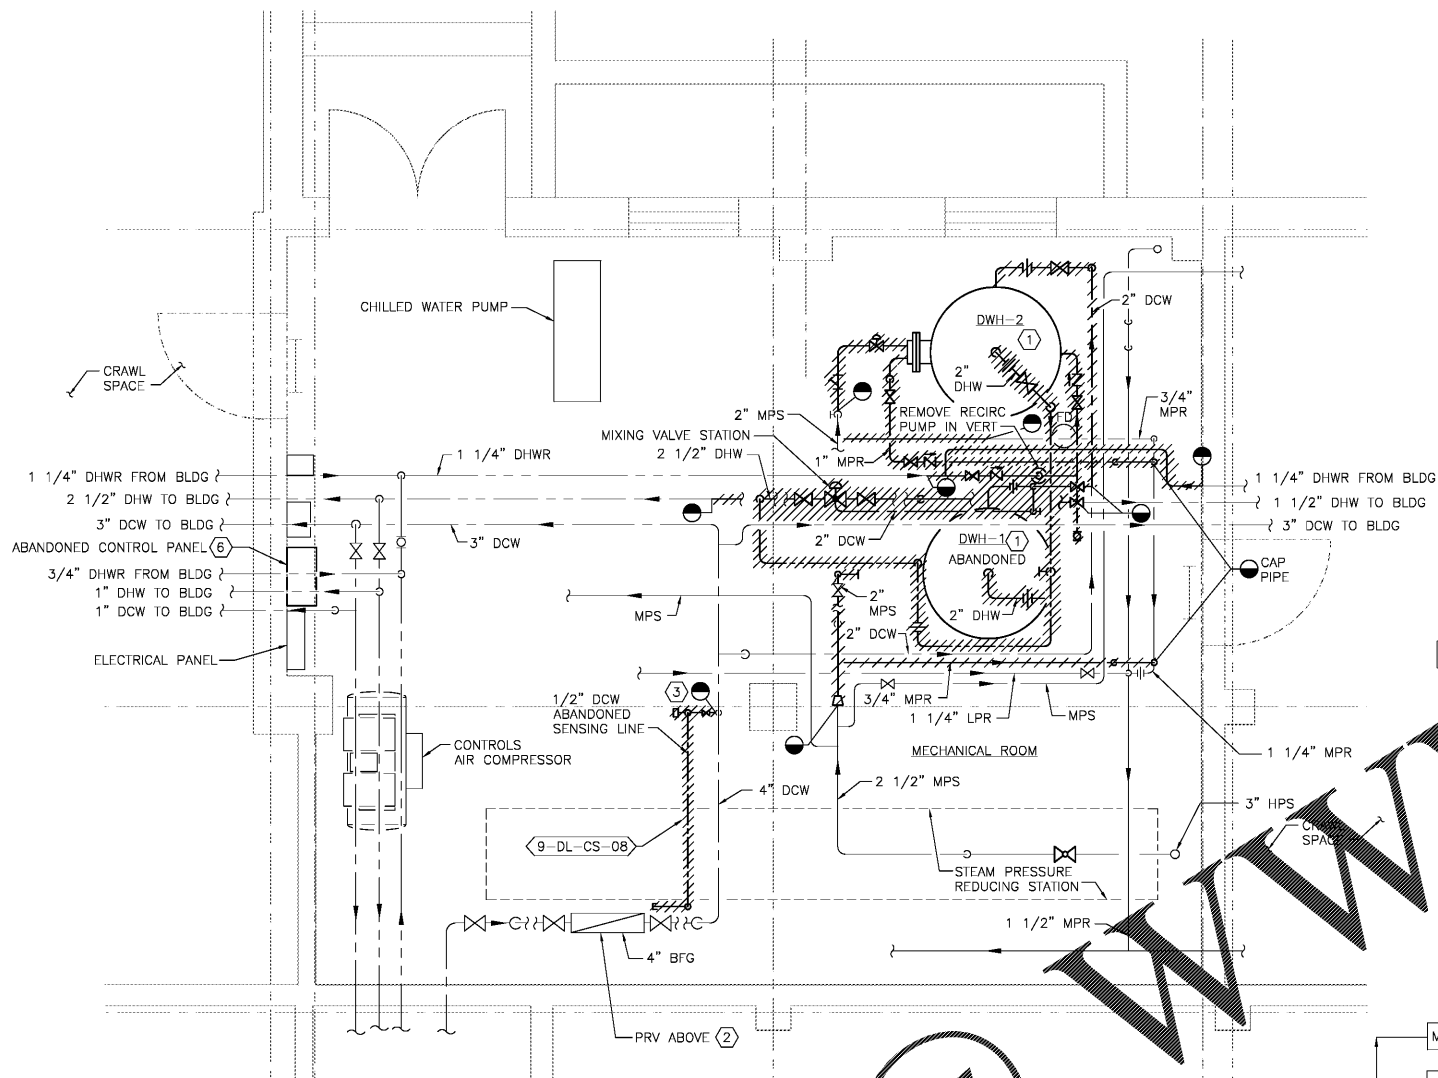 CHILLED WATER PUMP
CRAWL
SPACE
DWH-2
1
2" DCW
2"
DHW
3/4"
MPR
2" MPS
REMOVE RECIRC
PUMP IN VERT
FD
MIXING VALVE STATION
1 1/4" DHWR
2 1/2" DHW
1" MPR
1 1/4" DHWR FROM BLDG
2 1/2" DHW TO BLDG
3" DCW TO BLDG
ABANDONED CONTROL PANEL 6
3/4" DHWR FROM BLDG
1" DHW TO BLDG
1" DCW TO BLDG
ELECTRICAL PANEL
3" DCW
2" DCW
DWH-1 1
ABANDONED
1 1/4" DHWR FROM BLDG
1 1/2" DHW TO BLDG
3" DCW TO BLDG
CAP
PIPE
MPS
2"
MPS
2" DHW
2" DCW
3
1/2" DCW
ABANDONED
SENSING LINE
3/4" MPR
1 1/4" LPR
MPS
MECHANICAL ROOM
CONTROLS
AIR COMPRESSOR
1 1/4" MPR
4" DCW
2 1/2" MPS
3" HPS
CRAWL
SPACE
9-DL-CS-08
STEAM PRESSURE
REDUCING STATION
1 1/2" MPR
4" BFG
PRV ABOVE 2
WWW
M